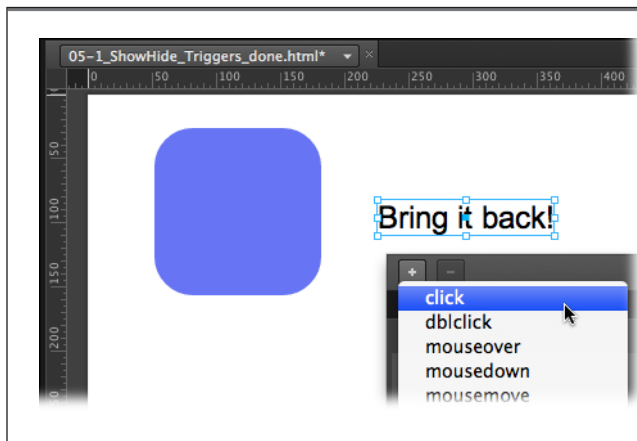 05-1_ShowHide_Triggers_done.html*
0 50 100 150 200 250 300 350 400
50
100
150
200
Bring it back!
+ -
click
dblclick
mouseover
mousedown
mousemove